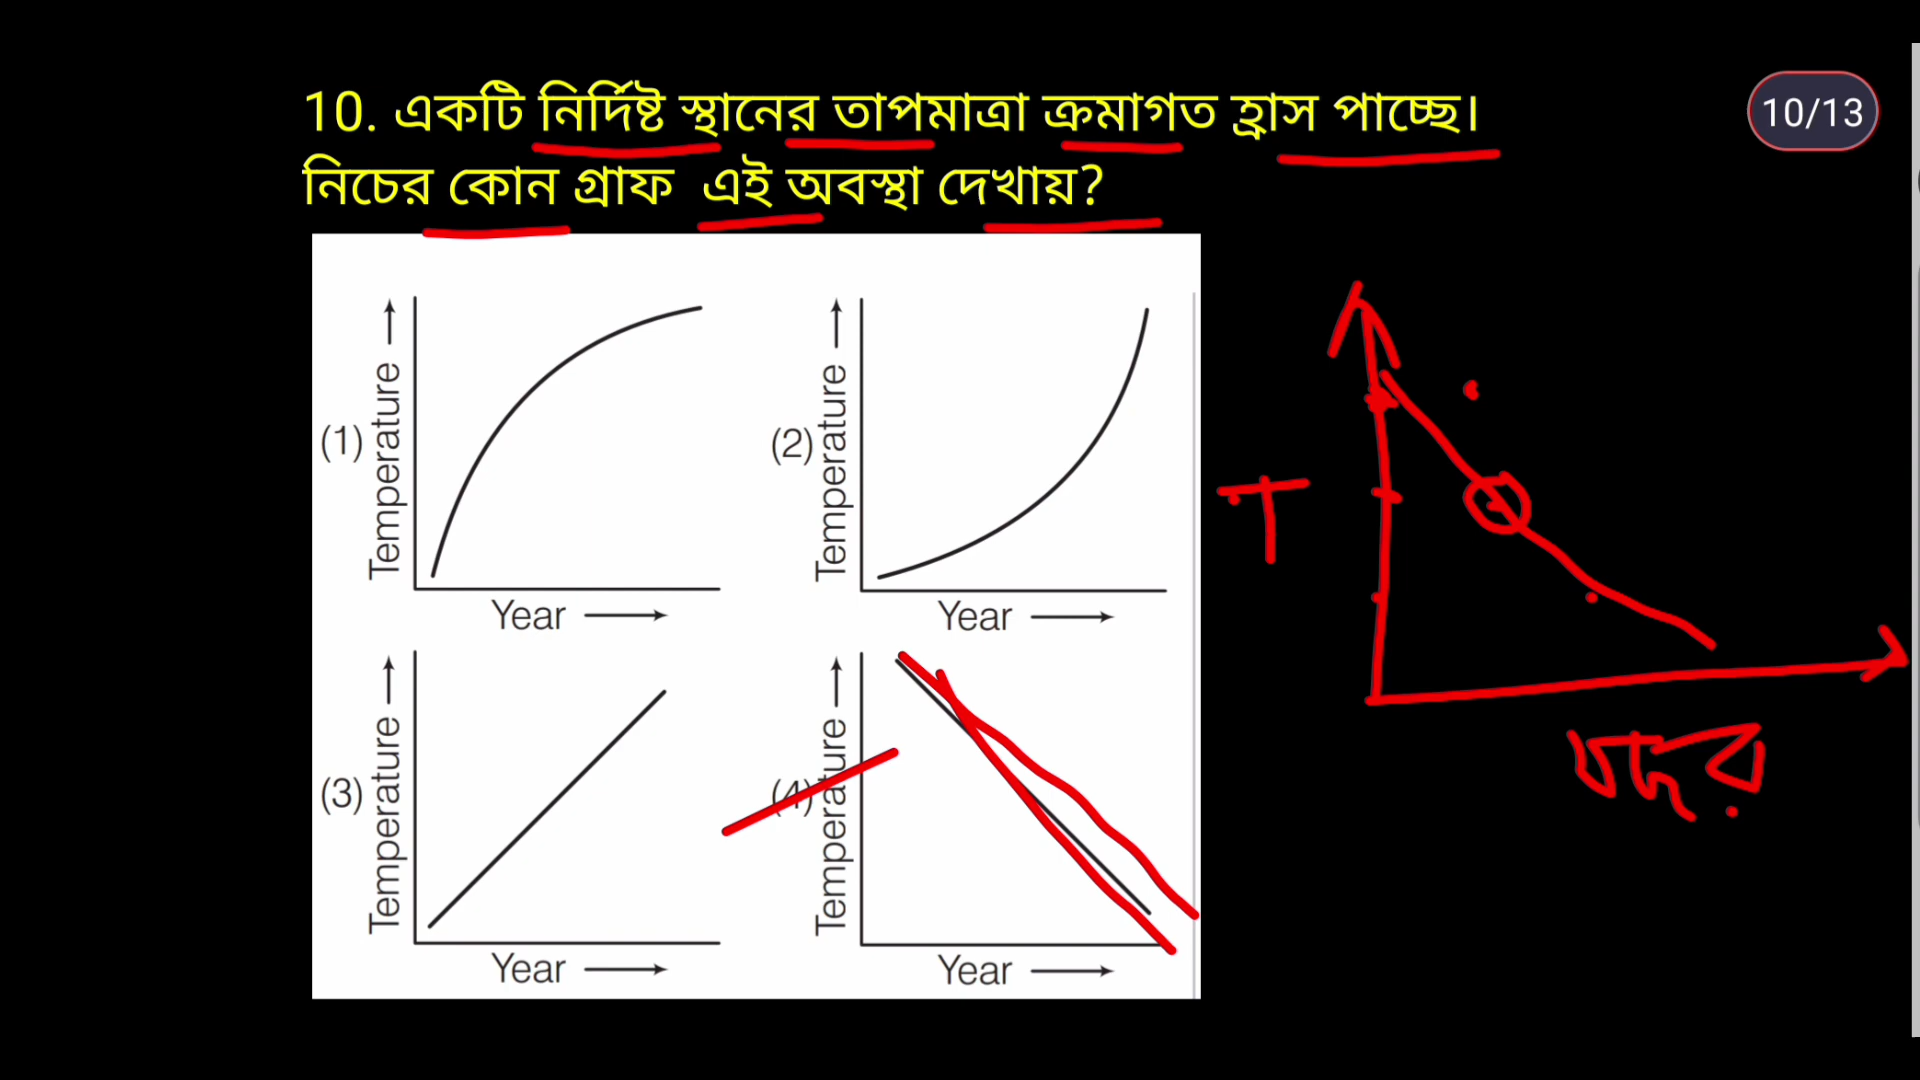 10. একটি নির্দিষ্ট স্থানের তাপমাত্রা ক্রমাগত হ্রাস পাচ্ছে।
নিচের কোন গ্রাফ এই অবস্থা দেখায়?
10/13
(1) Temperature
Year
(2) Temperature
Year
T
(3) Temperature
Year
(4) Temperature
Year